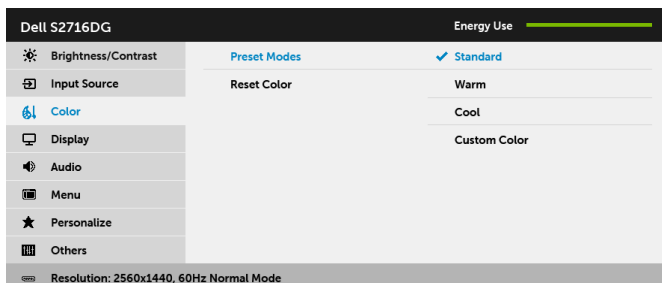 Dell S2716DG Energy Use
Brightness/Contrast Preset Modes Standard
Input Source Reset Color Warm
Color Cool
Display Custom Color
Audio
Menu
Personalize
Others
Resolution: 2560x1440, 60Hz Normal Mode